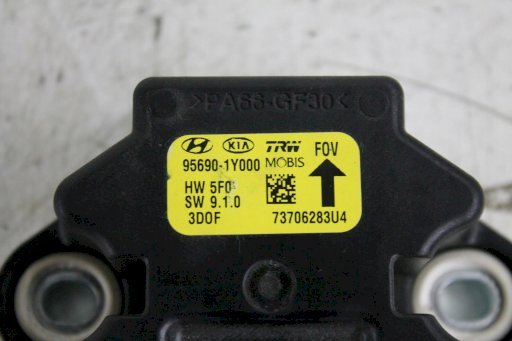 >PA66-GF30<
KIA TRW FOV
95690-1Y000 MOBIS
HW 5F0
SW 9.1.0
3DOF 73706283U4